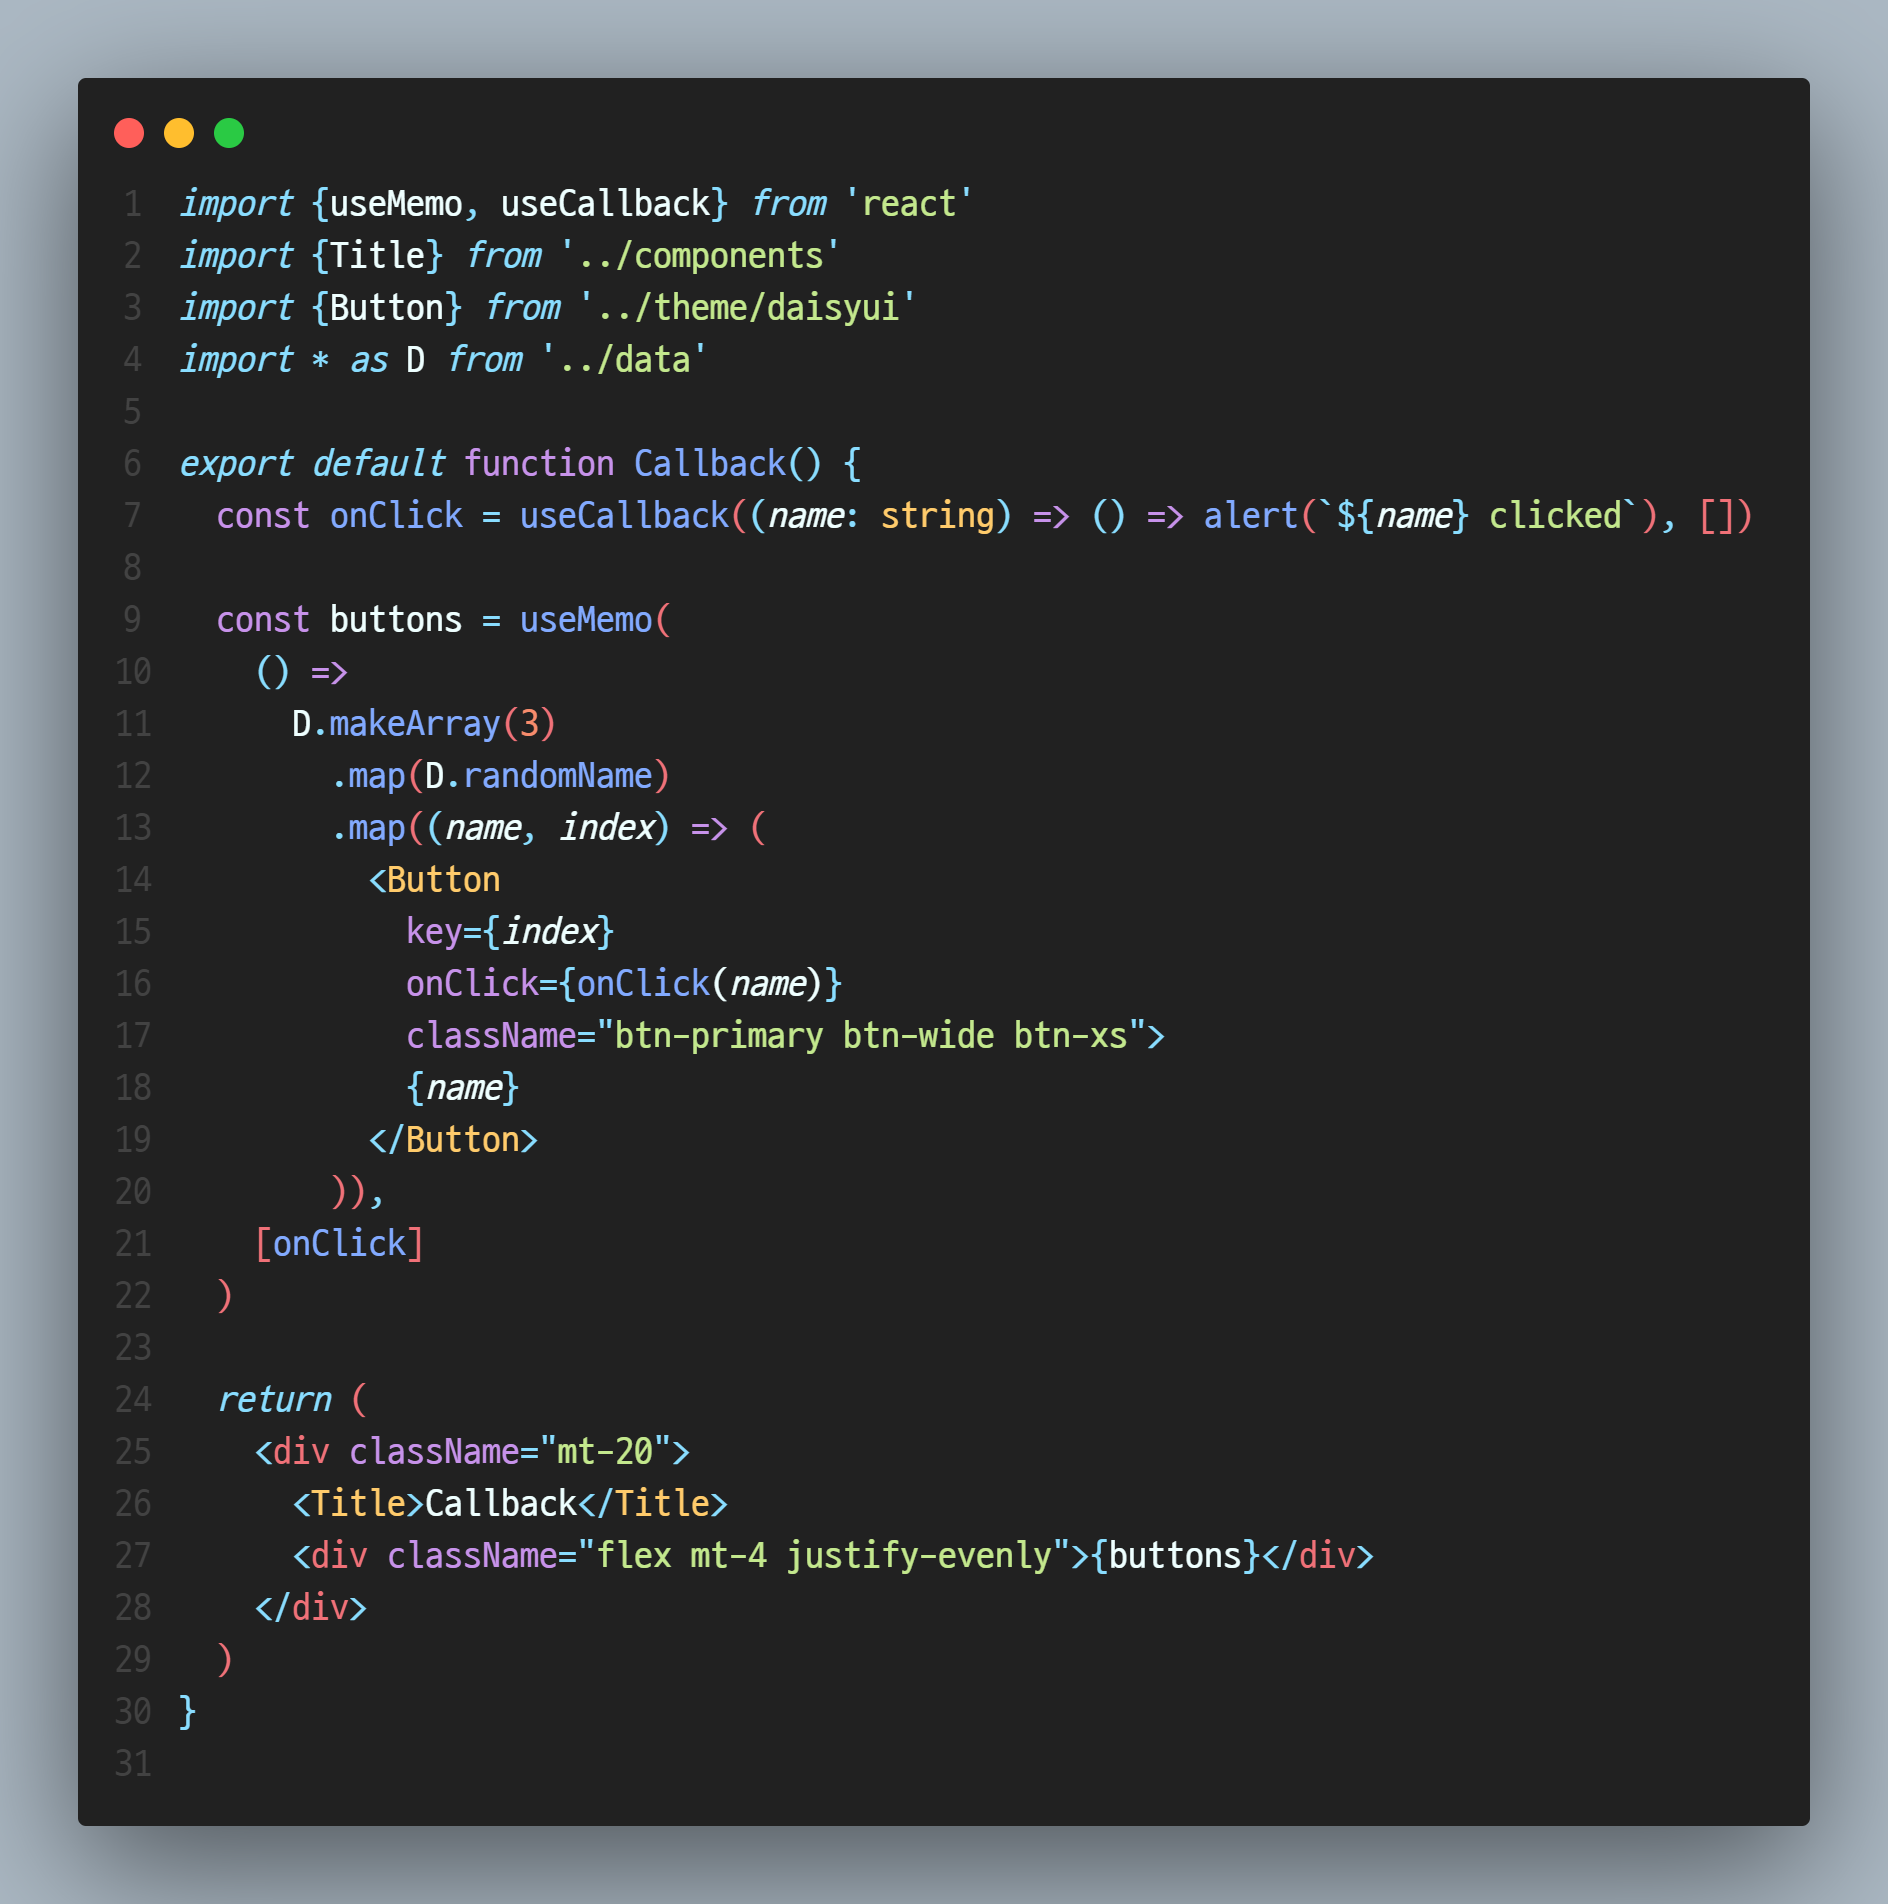 1 import {useMemo, useCallback} from 'react'
2 import {Title} from '../components'
3 import {Button} from '../theme/daisyui'
4 import * as D from '../data'
5
6 export default function Callback() {
7   const onClick = useCallback((name: string) => () => alert(`${name} clicked`), [])
8
9   const buttons = useMemo(
10     () =>
11       D.makeArray(3)
12         .map(D.randomName)
13         .map((name, index) => (
14           <Button
15             key={index}
16             onClick={onClick(name)}
17             className="btn-primary btn-wide btn-xs">
18             {name}
19           </Button>
20         )),
21     [onClick]
22   )
23
24   return (
25     <div className="mt-20">
26       <Title>Callback</Title>
27       <div className="flex mt-4 justify-evenly">{buttons}</div>
28     </div>
29   )
30 }
31